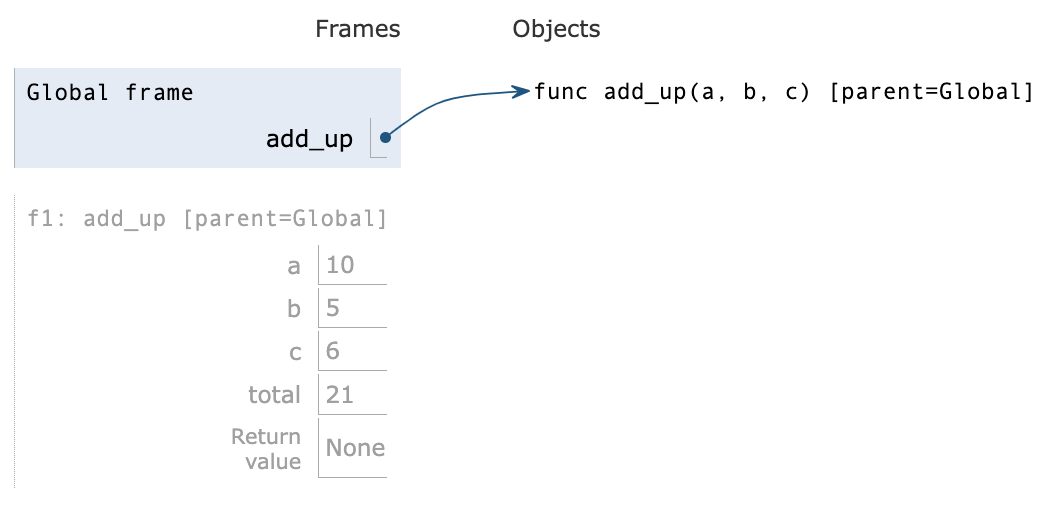 Frames Objects
Global frame
func add_up(a, b, c) [parent=Global]
add_up
f1: add_up [parent=Global]
a 10
b 5
c 6
total 21
Return
value None